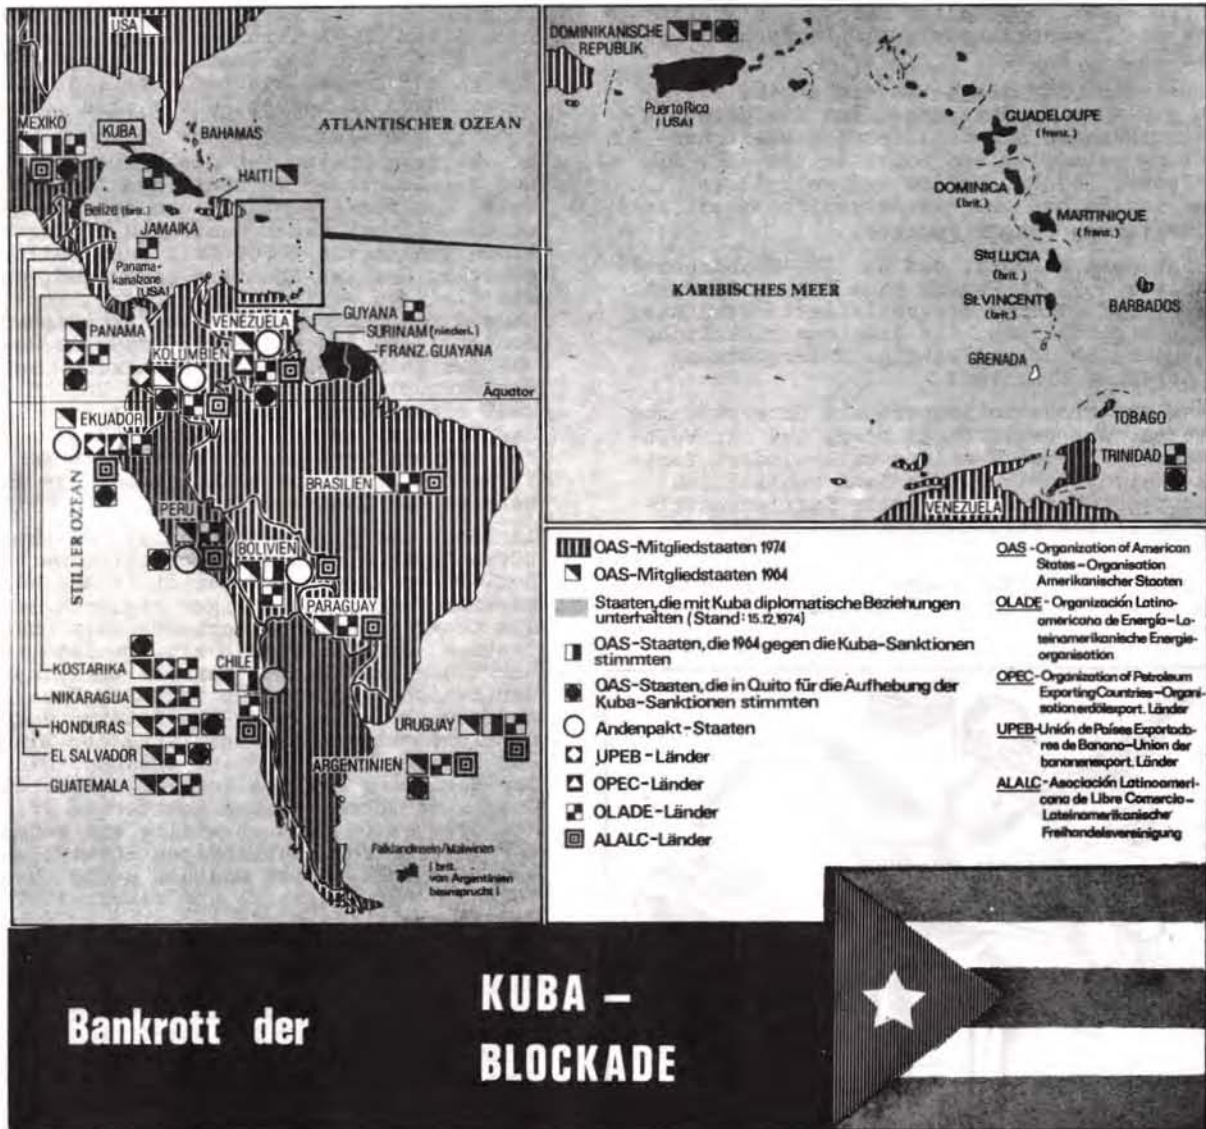 USA
MEXIKO
KUBA
BAHAMAS
ATLANTISCHER OZEAN
HAITI
Belize (brit.)
JAMAIKA
Panama-
kanalzone
(USA)
GUYANA
SURINAM (niederl.)
FRANZ. GUAYANA
VENEZUELA
PANAMA
KOLUMBIEN
Äquator
EKUADOR
BRASILIEN
PERU
STILLER OZEAN
BOLIVIEN
PARAGUAY
CHILE
KOSTARIKA
NIKARAGUA
HONDURAS
EL SALVADOR
GUATEMALA
URUGUAY
ARGENTINIEN
Falklandinseln/Malwinen
(brit.
von Argentinien
beansprucht)
DOMINIKANISCHE
REPUBLIK
Puerto Rico
(USA)
GUADELOUPE
(franz.)
DOMINICA
(brit.)
MARTINIQUE
(franz.)
Sta LUCIA
(brit.)
KARIBISCHES MEER
St. VINCENT
(brit.)
BARBADOS
GRENADA
TOBAGO
TRINIDAD
VENEZUELA
OAS-Mitgliedstaaten 1974
OAS-Mitgliedstaaten 1964
Staaten, die mit Kuba diplomatische Beziehungen
unterhalten (Stand: 15.12.1974)
OAS-Staaten, die 1964 gegen die Kuba-Sanktionen
stimmten
OAS-Staaten, die in Quito für die Aufhebung der
Kuba-Sanktionen stimmten
Andenpakt-Staaten
UPEB-Länder
OPEC-Länder
OLADE-Länder
ALALC-Länder
OAS - Organization of American
States - Organisation
Amerikanischer Staaten
OLADE - Organización Latino-
americana de Energía - La-
teinamerikanische Energie-
organisation
OPEC - Organization of Petroleum
Exporting Countries - Organi-
sation erdölexport. Länder
UPEB - Unión de Países Exportado-
res de Banano - Union der
bananenexport. Länder
ALALC - Asociación Latinoameri-
cana de Libre Comercio -
Lateinamerikanische
Freihandelsvereinigung
Bankrott der
KUBA -
BLOCKADE